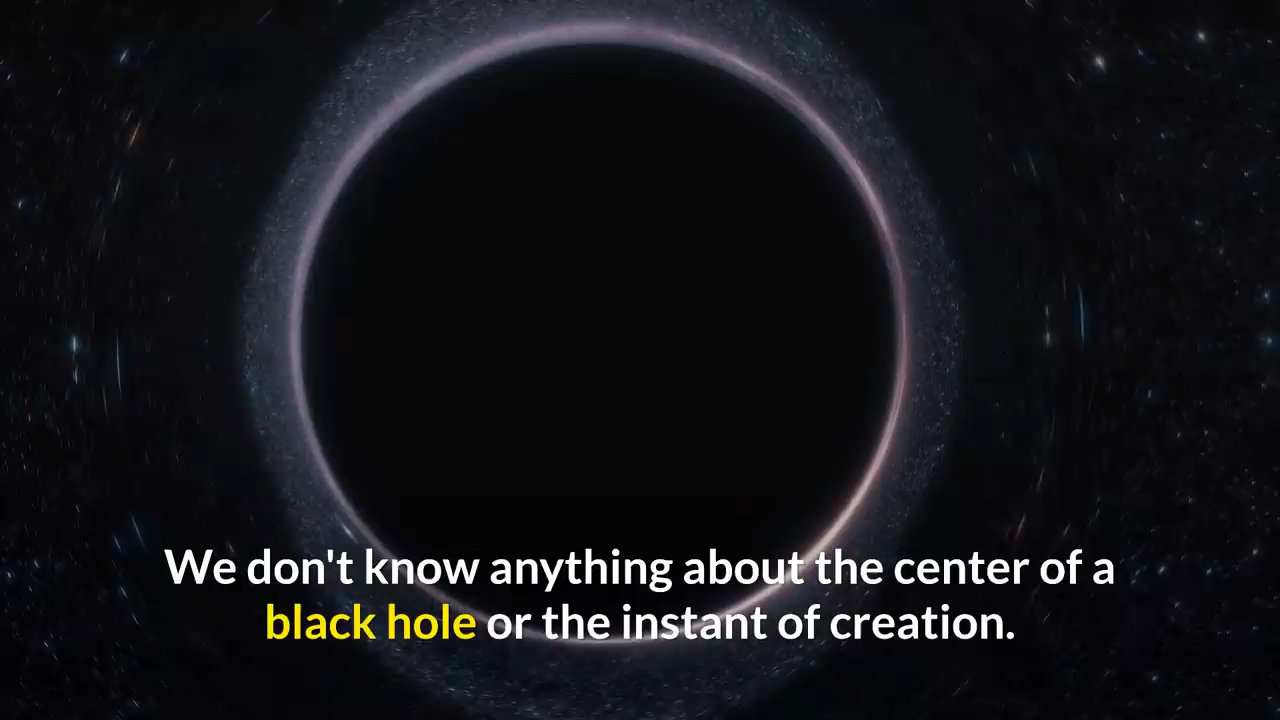 We don't know anything about the center of a
black hole or the instant of creation.